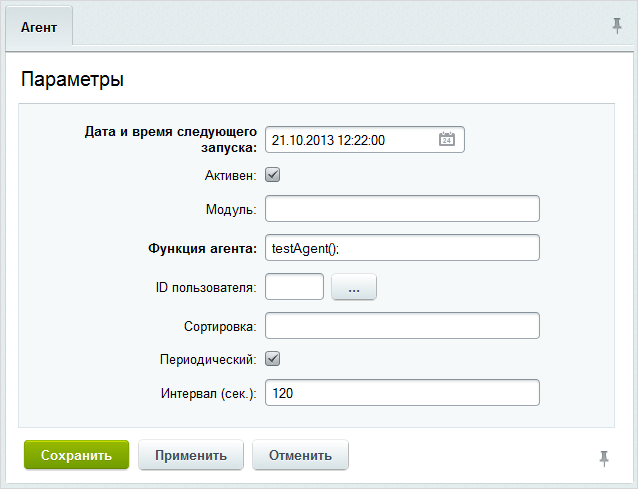 Агент
Параметры
Дата и время следующего
запуска:
21.10.2013 12:22:00
24
Активен:
Модуль:
Функция агента:
testAgent();
ID пользователя:
...
Сортировка:
Периодический:
Интервал (сек.):
120
Сохранить
Применить
Отменить